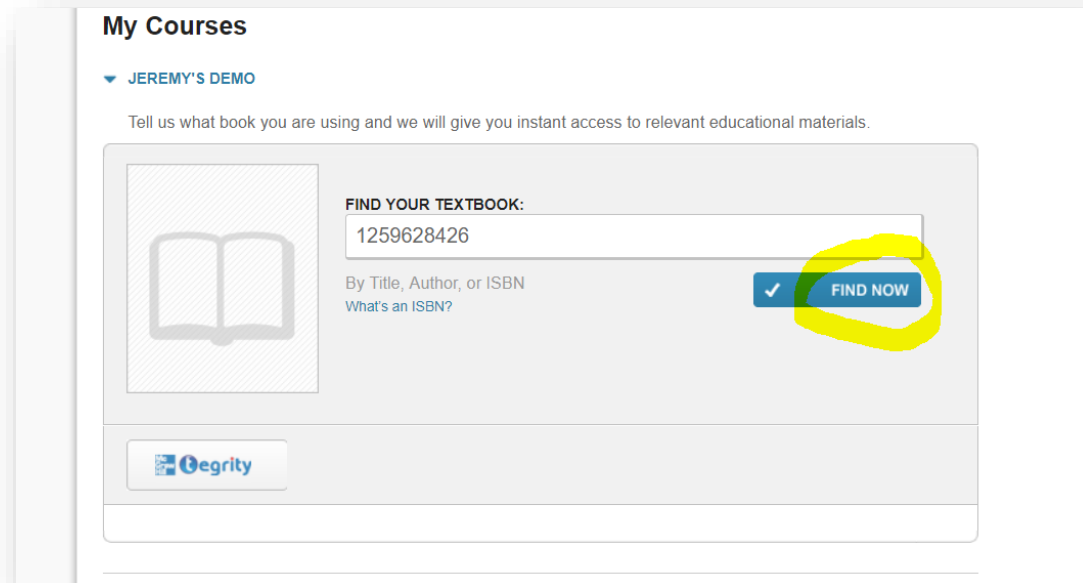 My Courses
JEREMY'S DEMO
Tell us what book you are using and we will give you instant access to relevant educational materials.
FIND YOUR TEXTBOOK:
1259628426
By Title, Author, or ISBN
FIND NOW
What's an ISBN?
tegrity